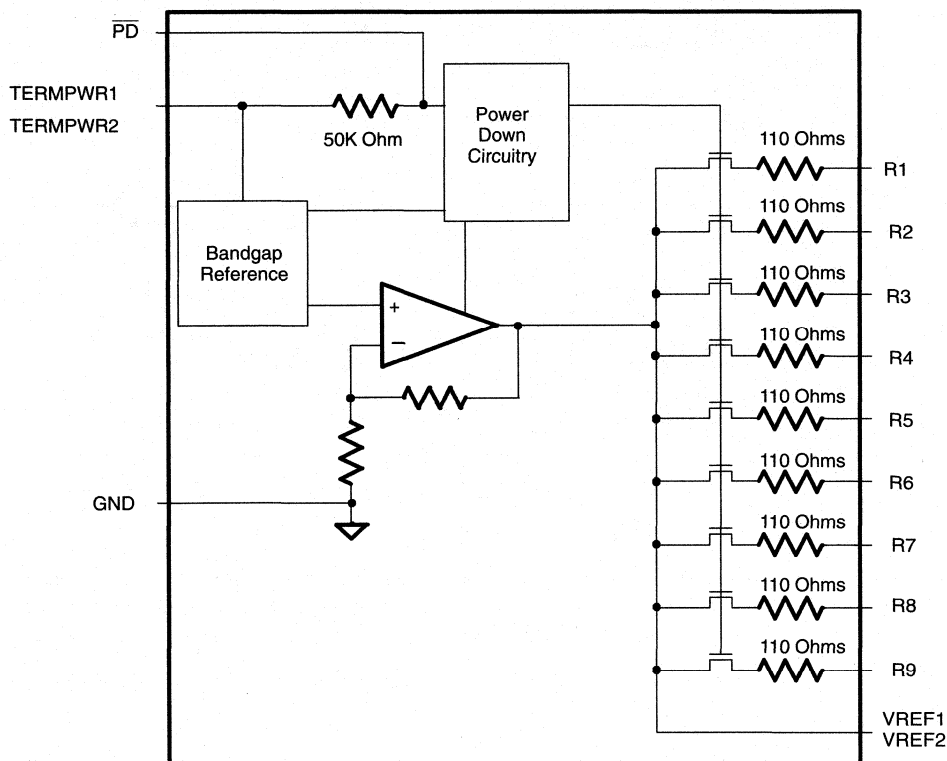 PD
TERMPWR1
TERMPWR2
50K Ohm
Power
Down
Circuitry
Bandgap
Reference
+
−
GND
110 Ohms
R1
110 Ohms
R2
110 Ohms
R3
110 Ohms
R4
110 Ohms
R5
110 Ohms
R6
110 Ohms
R7
110 Ohms
R8
110 Ohms
R9
VREF1
VREF2